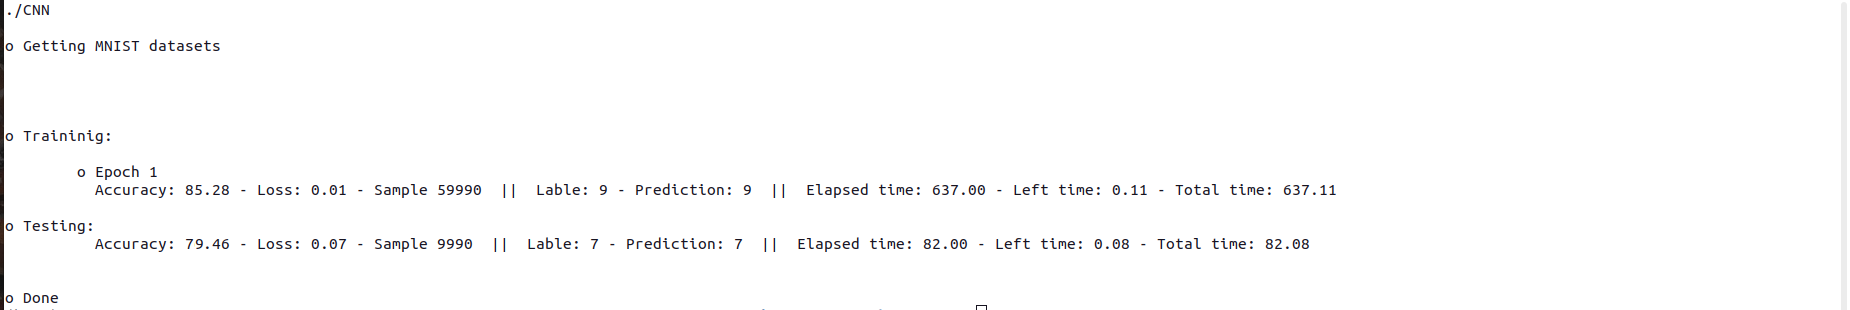 ./CNN
o Getting MNIST datasets
o Traininig:
o Epoch 1
Accuracy: 85.28 - Loss: 0.01 - Sample 59990 || Lable: 9 - Prediction: 9 || Elapsed time: 637.00 - Left time: 0.11 - Total time: 637.11
o Testing:
Accuracy: 79.46 - Loss: 0.07 - Sample 9990 || Lable: 7 - Prediction: 7 || Elapsed time: 82.00 - Left time: 0.08 - Total time: 82.08
o Done